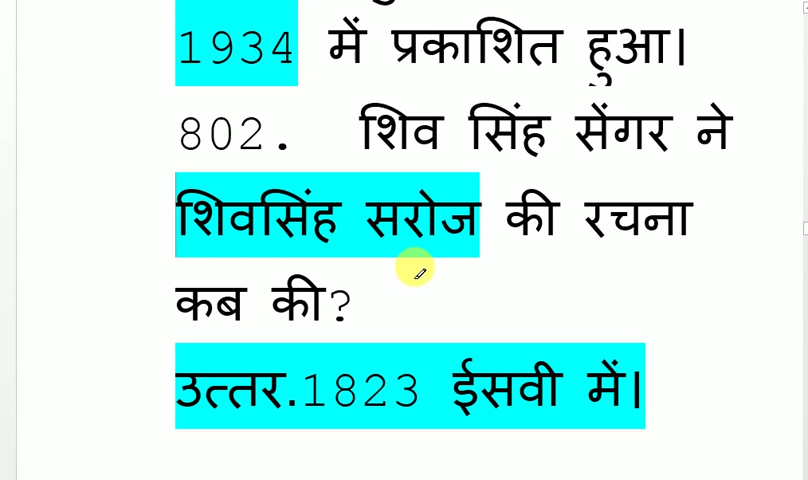 1934 में प्रकाशित हुआ।
802. शिव सिंह सेंगर ने
शिवसिंह सरोज की रचना
कब की?
उत्तर.1823 ईसवी में।